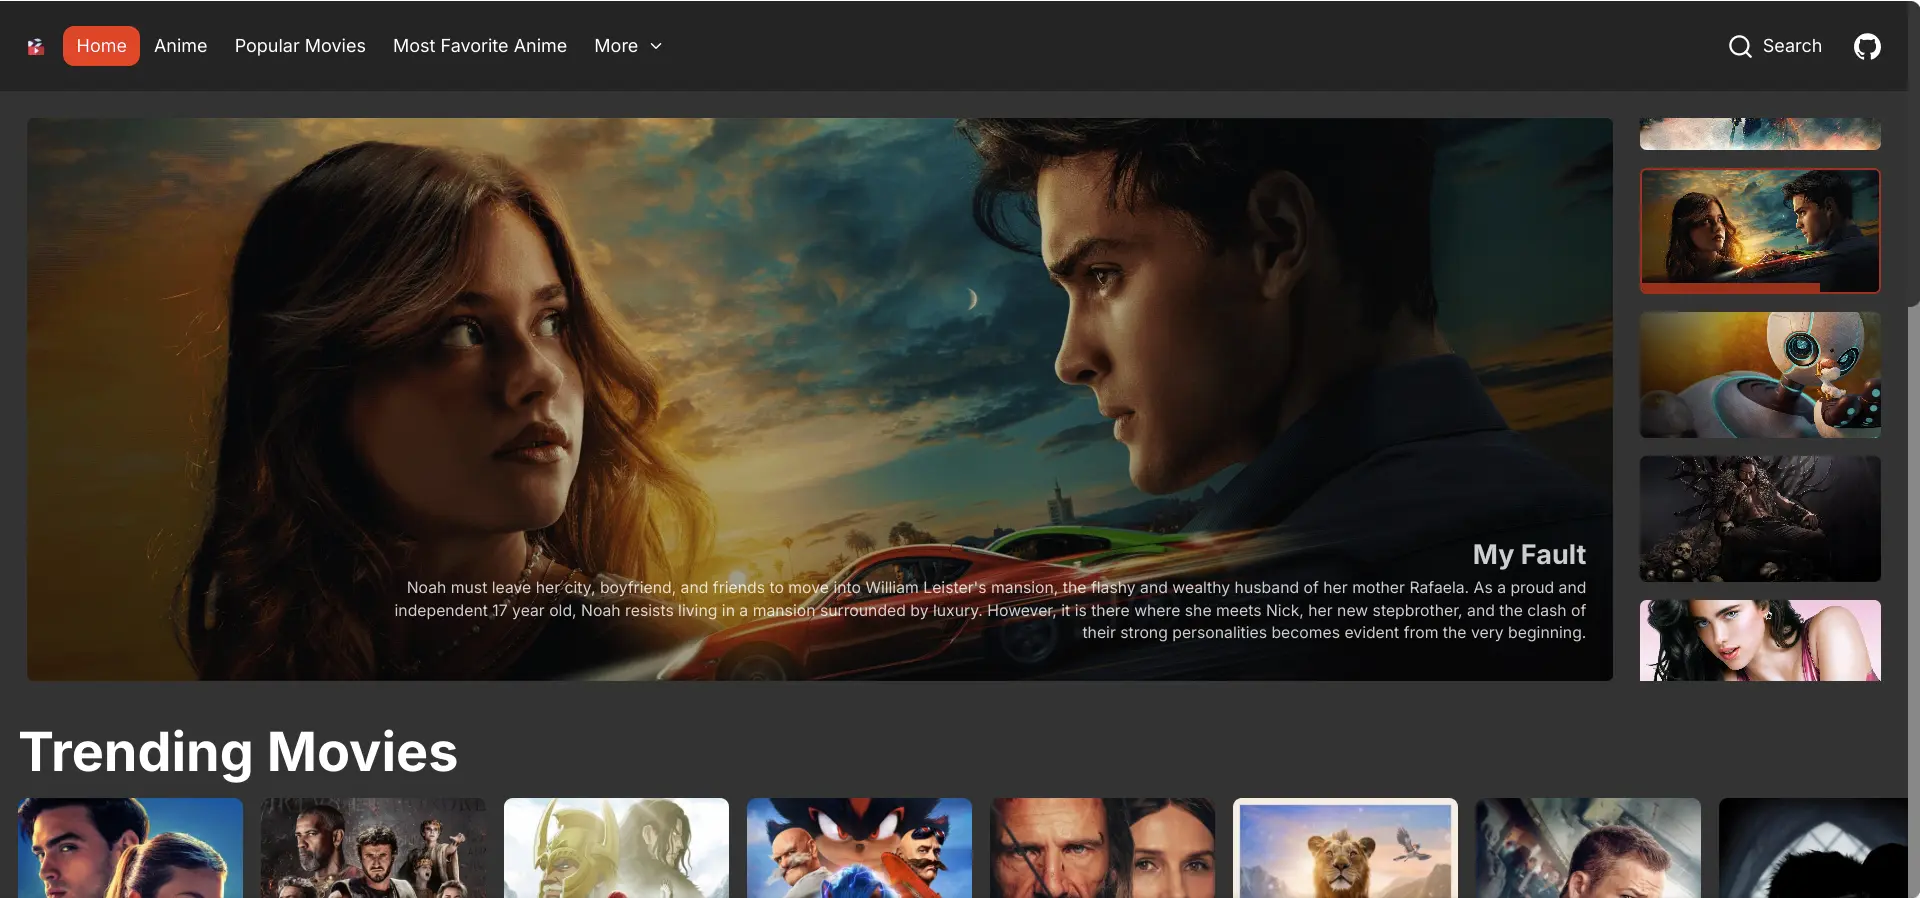 Home
Anime
Popular Movies
Most Favorite Anime
More
Search
My Fault
Noah must leave her city, boyfriend, and friends to move into William Leister's mansion, the flashy and wealthy husband of her mother Rafaela. As a proud and
independent 17 year old, Noah resists living in a mansion surrounded by luxury. However, it is there where she meets Nick, her new stepbrother, and the clash of
their strong personalities becomes evident from the very beginning.
Trending Movies